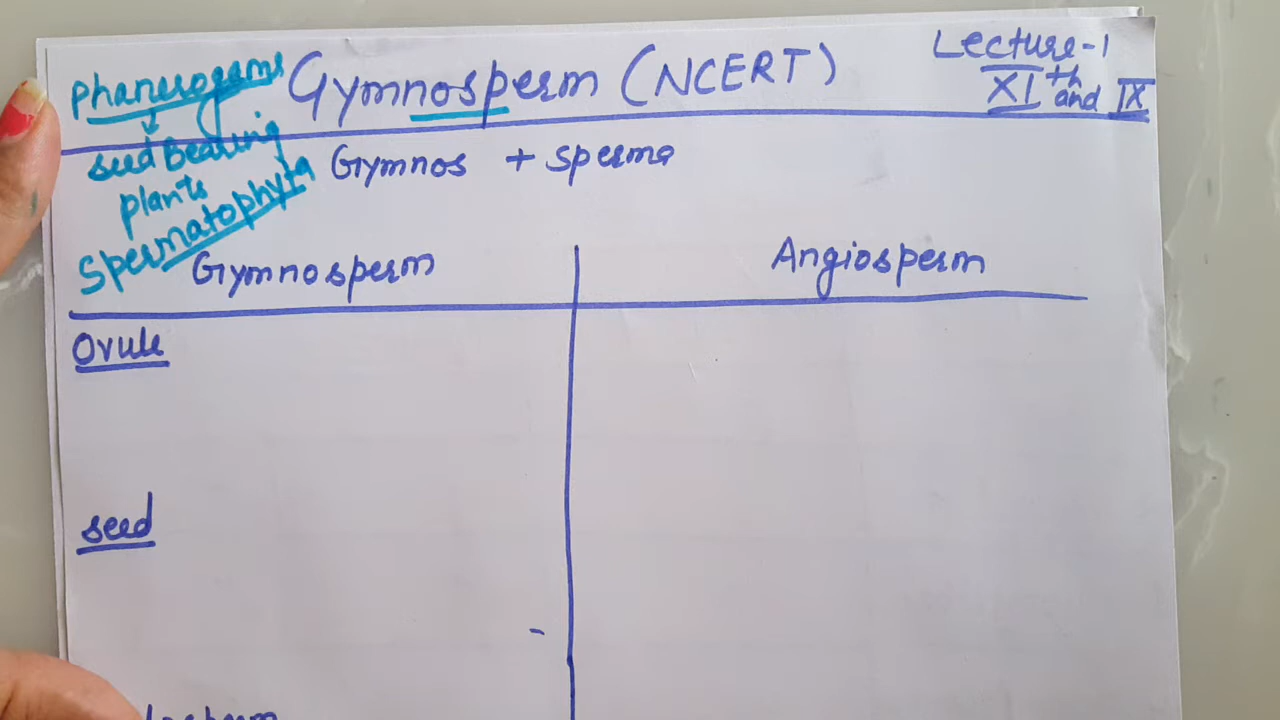 Lecture-1
Phanerogams Gymnosperm (NCERT)
XIth and IX
seed Bearing
plants
Spermatophyta
Gymnos + sperma
Gymnosperm
Angiosperm
Ovule
seed